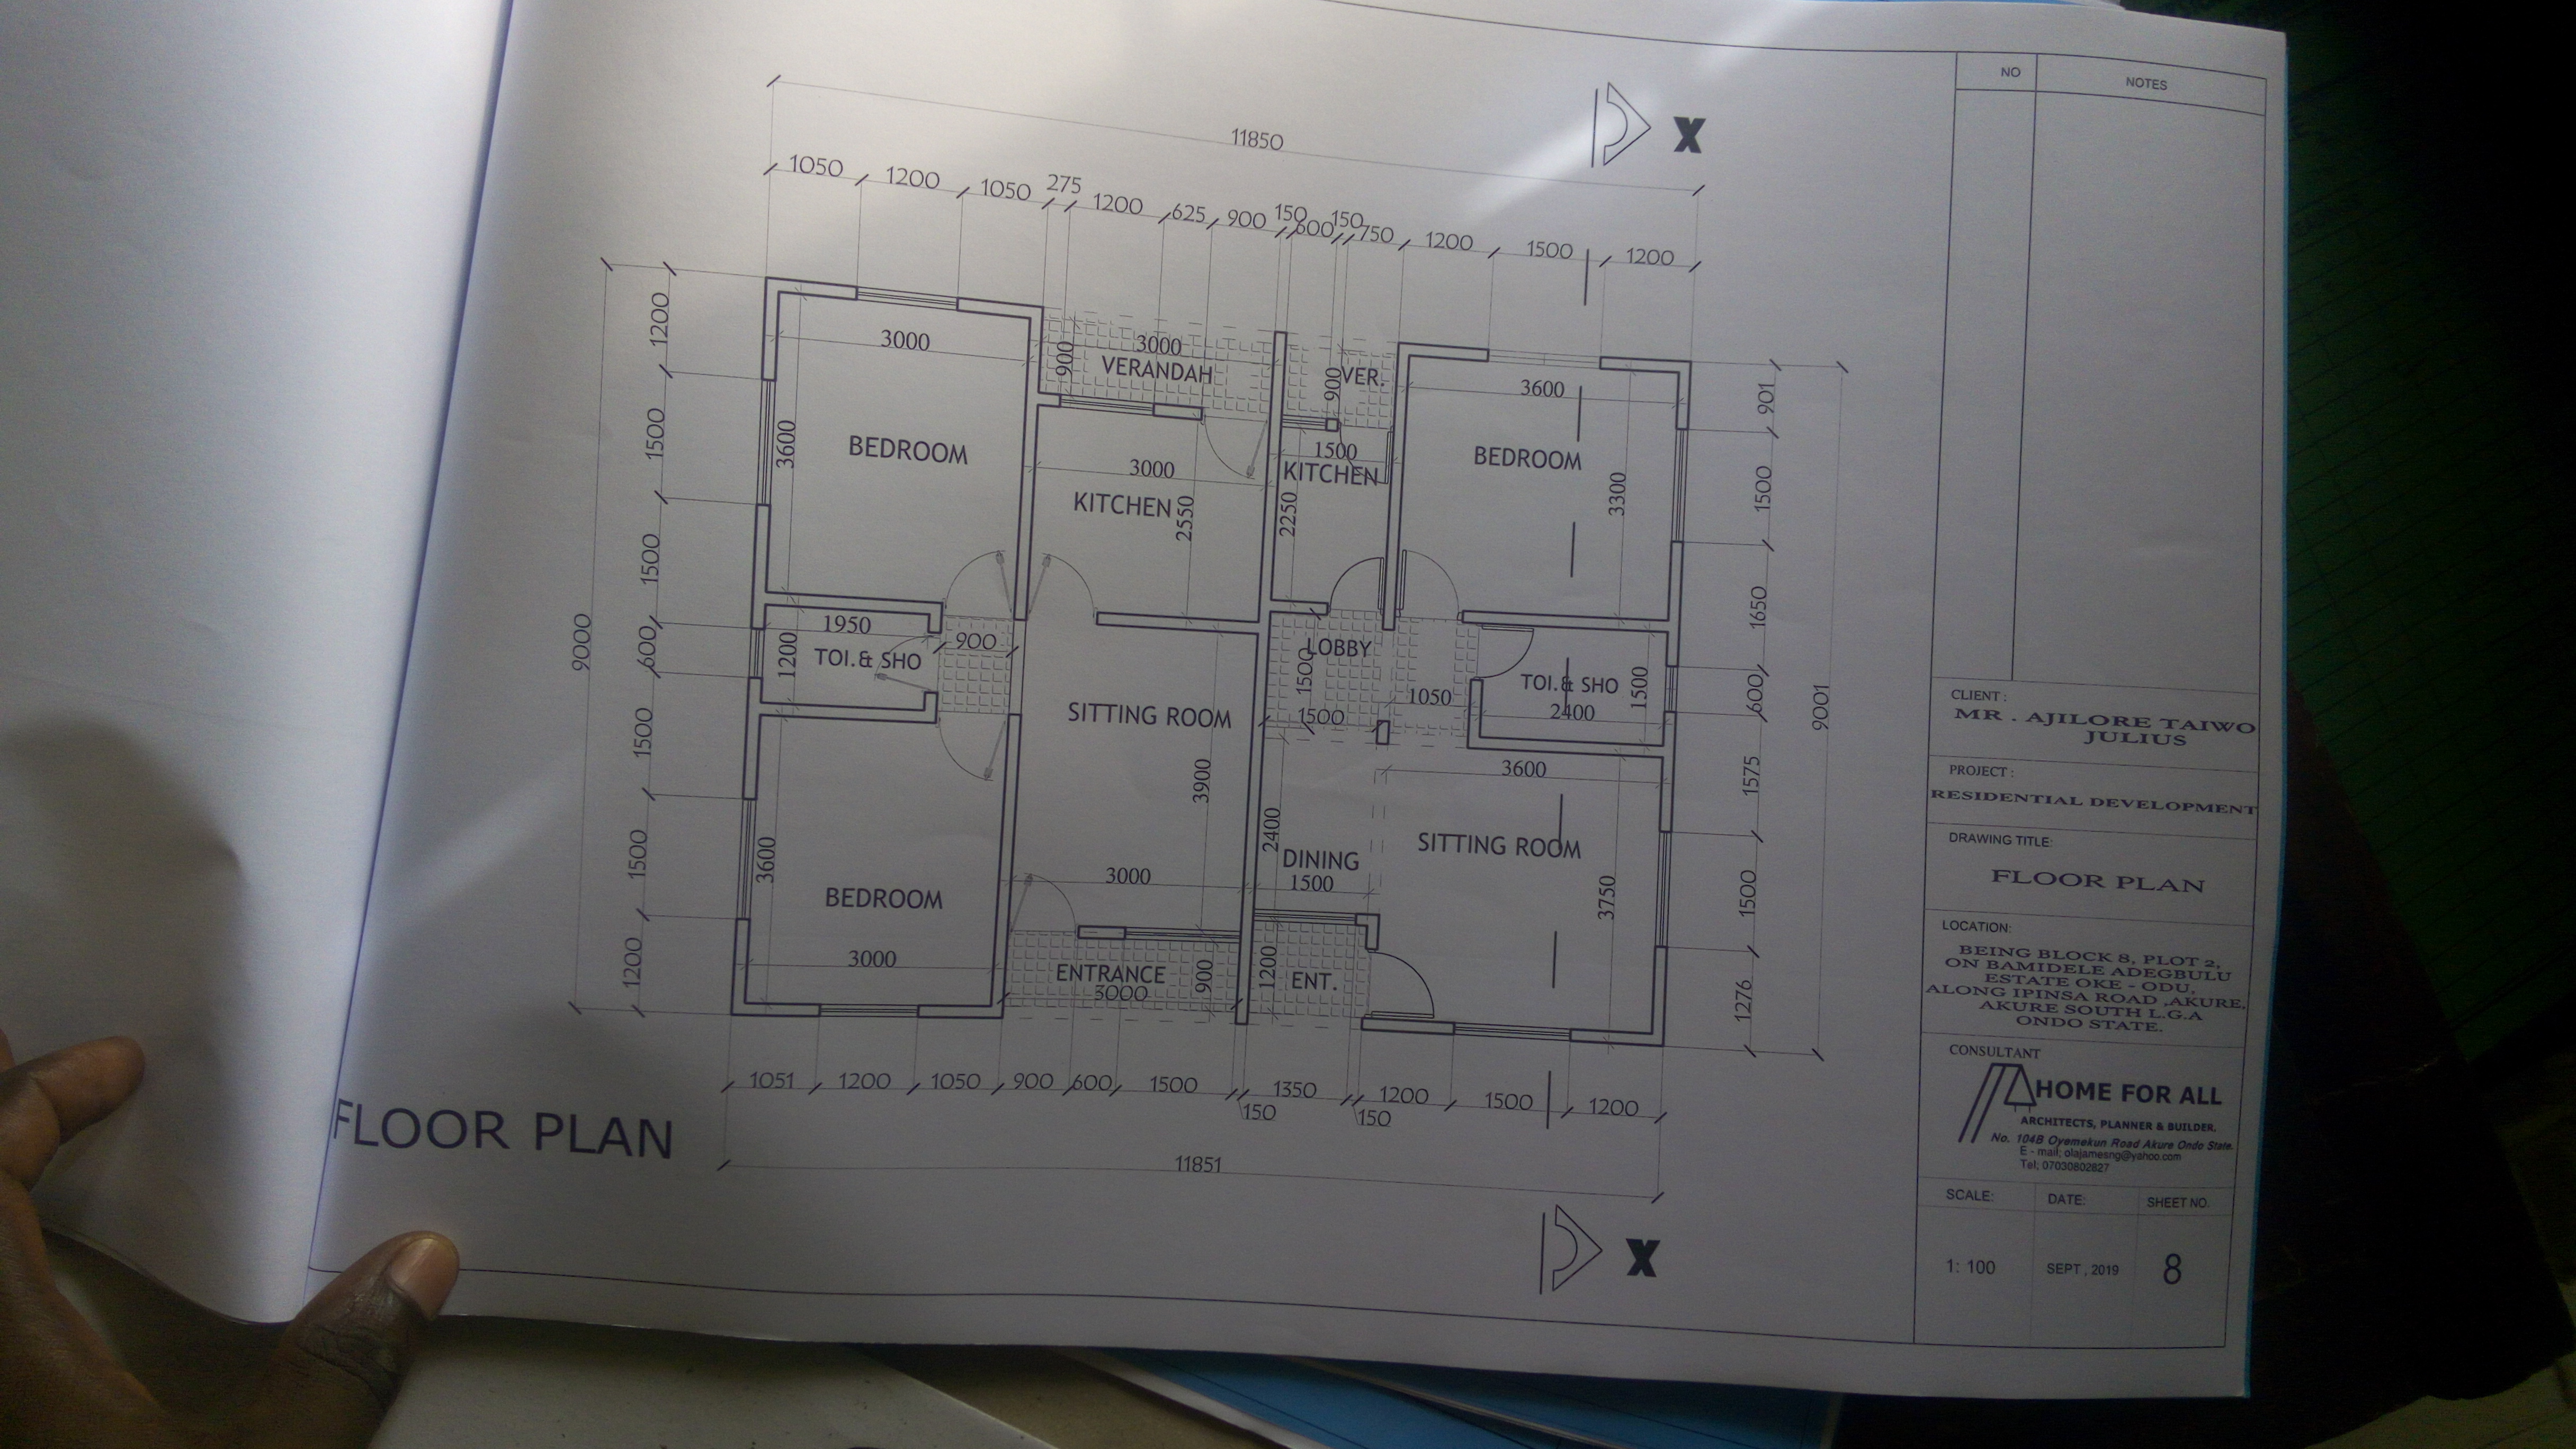 NO NOTES
X
11850
1050 1200 1050 275 1200 625 900 150 600 150 750 1200 1500 1200
9000
1200
1500
1500
600
1500
1500
1200
3000
3600
BEDROOM
900
3000
VERANDAH
900
VER.
3000
KITCHEN
2550
1500
KITCHEN
2250
3600
BEDROOM
3300
901
1500
1650
600
1575
1500
1276
9001
1950
TOI.& SHO
1200
900
LOBBY
1500
1500
1050
TOI.& SHO
2400
1500
SITTING ROOM
3900
3000
3600
SITTING ROOM
3750
2400
DINING
1500
3600
BEDROOM
3000
ENTRANCE
3000
900
1200
ENT.
1051 1200 1050 900 600 1500 150 1350 150 1200 1500 1200
11851
X
FLOOR PLAN
CLIENT :
MR . AJILORE TAIWO
JULIUS
PROJECT :
RESIDENTIAL DEVELOPMENT
DRAWING TITLE:
FLOOR PLAN
LOCATION:
BEING BLOCK 8, PLOT 2,
ON BAMIDELE ADEGBULU
ESTATE OKE - ODU,
ALONG IPINSA ROAD ,AKURE,
AKURE SOUTH L.G.A
ONDO STATE.
CONSULTANT
HOME FOR ALL
ARCHITECTS, PLANNER & BUILDER.
No. 104B Oyemekun Road Akure Ondo State.
E - mail; olajamesng@yahoo.com
Tel; 07030802827
SCALE: DATE: SHEET NO.
1: 100 SEPT , 2019 8